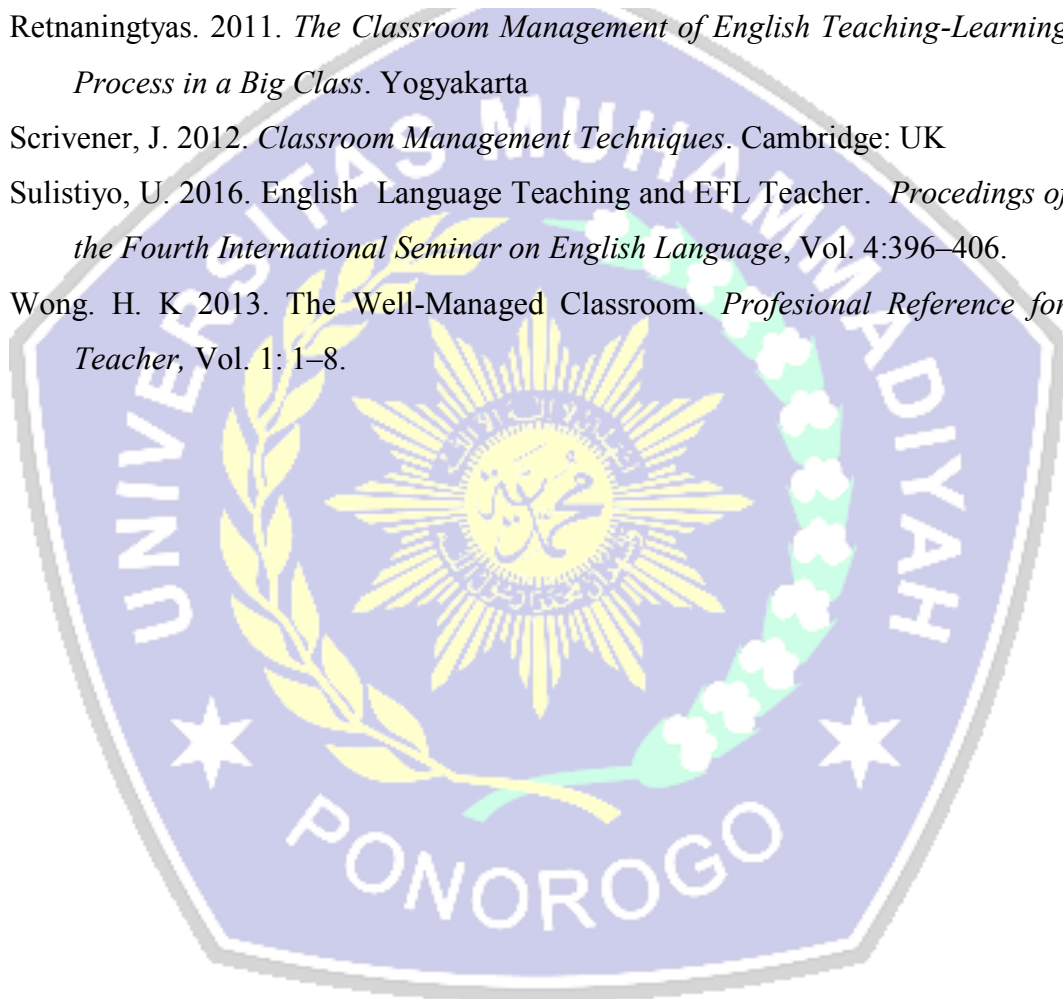 Retnaningtyas. 2011. The Classroom Management of English Teaching-Learning
Process in a Big Class. Yogyakarta
Scrivener, J. 2012. Classroom Management Techniques. Cambridge: UK
Sulistiyo, U. 2016. English Language Teaching and EFL Teacher. Procedings of
the Fourth International Seminar on English Language, Vol. 4:396–406.
Wong. H. K 2013. The Well-Managed Classroom. Profesional Reference for
Teacher, Vol. 1: 1–8.
UNIVERSITAS MUHAMMADIYAH
محمدية
PONOROGO